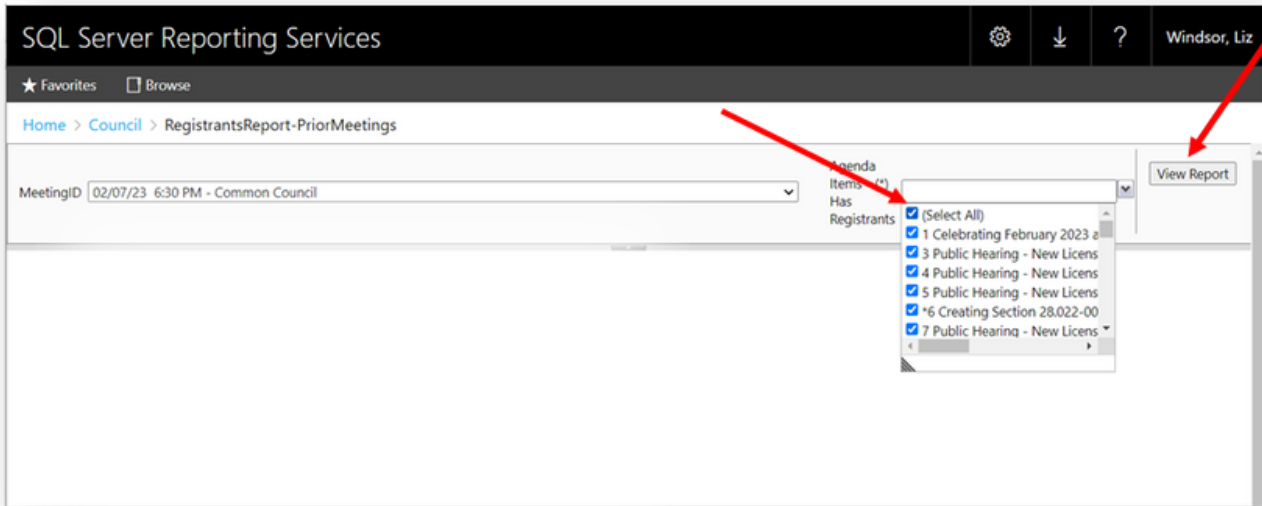 SQL Server Reporting Services
? Windsor, Liz
Favorites Browse
Home > Council > RegistrantsReport-PriorMeetings
MeetingID 02/07/23 6:30 PM - Common Council
Agenda
Items (*)
Has
Registrants
View Report
(Select All)
1 Celebrating February 2023 a
3 Public Hearing - New Licens
4 Public Hearing - New Licens
5 Public Hearing - New Licens
*6 Creating Section 28.022-00
7 Public Hearing - New Licens